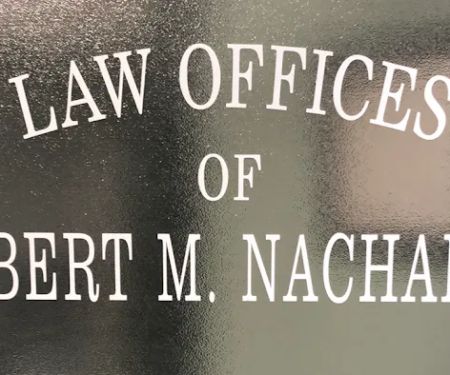 LAW OFFICES
OF
BERT M. NACHA